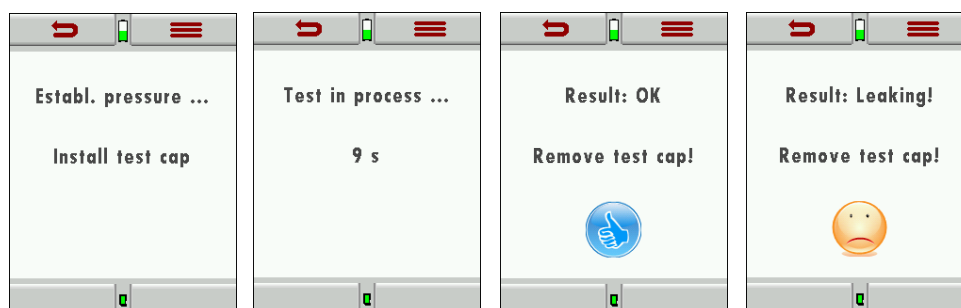 Establ. pressure ...
Install test cap
Test in process ...
9 s
Result: OK
Remove test cap!
Result: Leaking!
Remove test cap!